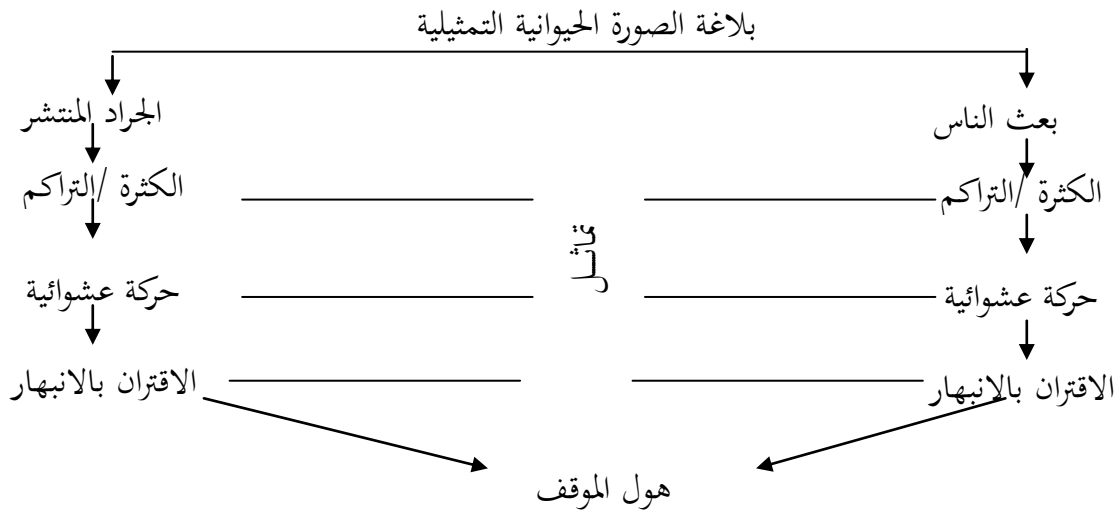 بلاغة الصورة الحيوانية التمثيلية
بعث الناس
الجراد المنتشر
الكثرة /التراكم
الكثرة /التراكم
تماثل
حركة عشوائية
حركة عشوائية
الاقتران بالانبهار
الاقتران بالانبهار
هول الموقف